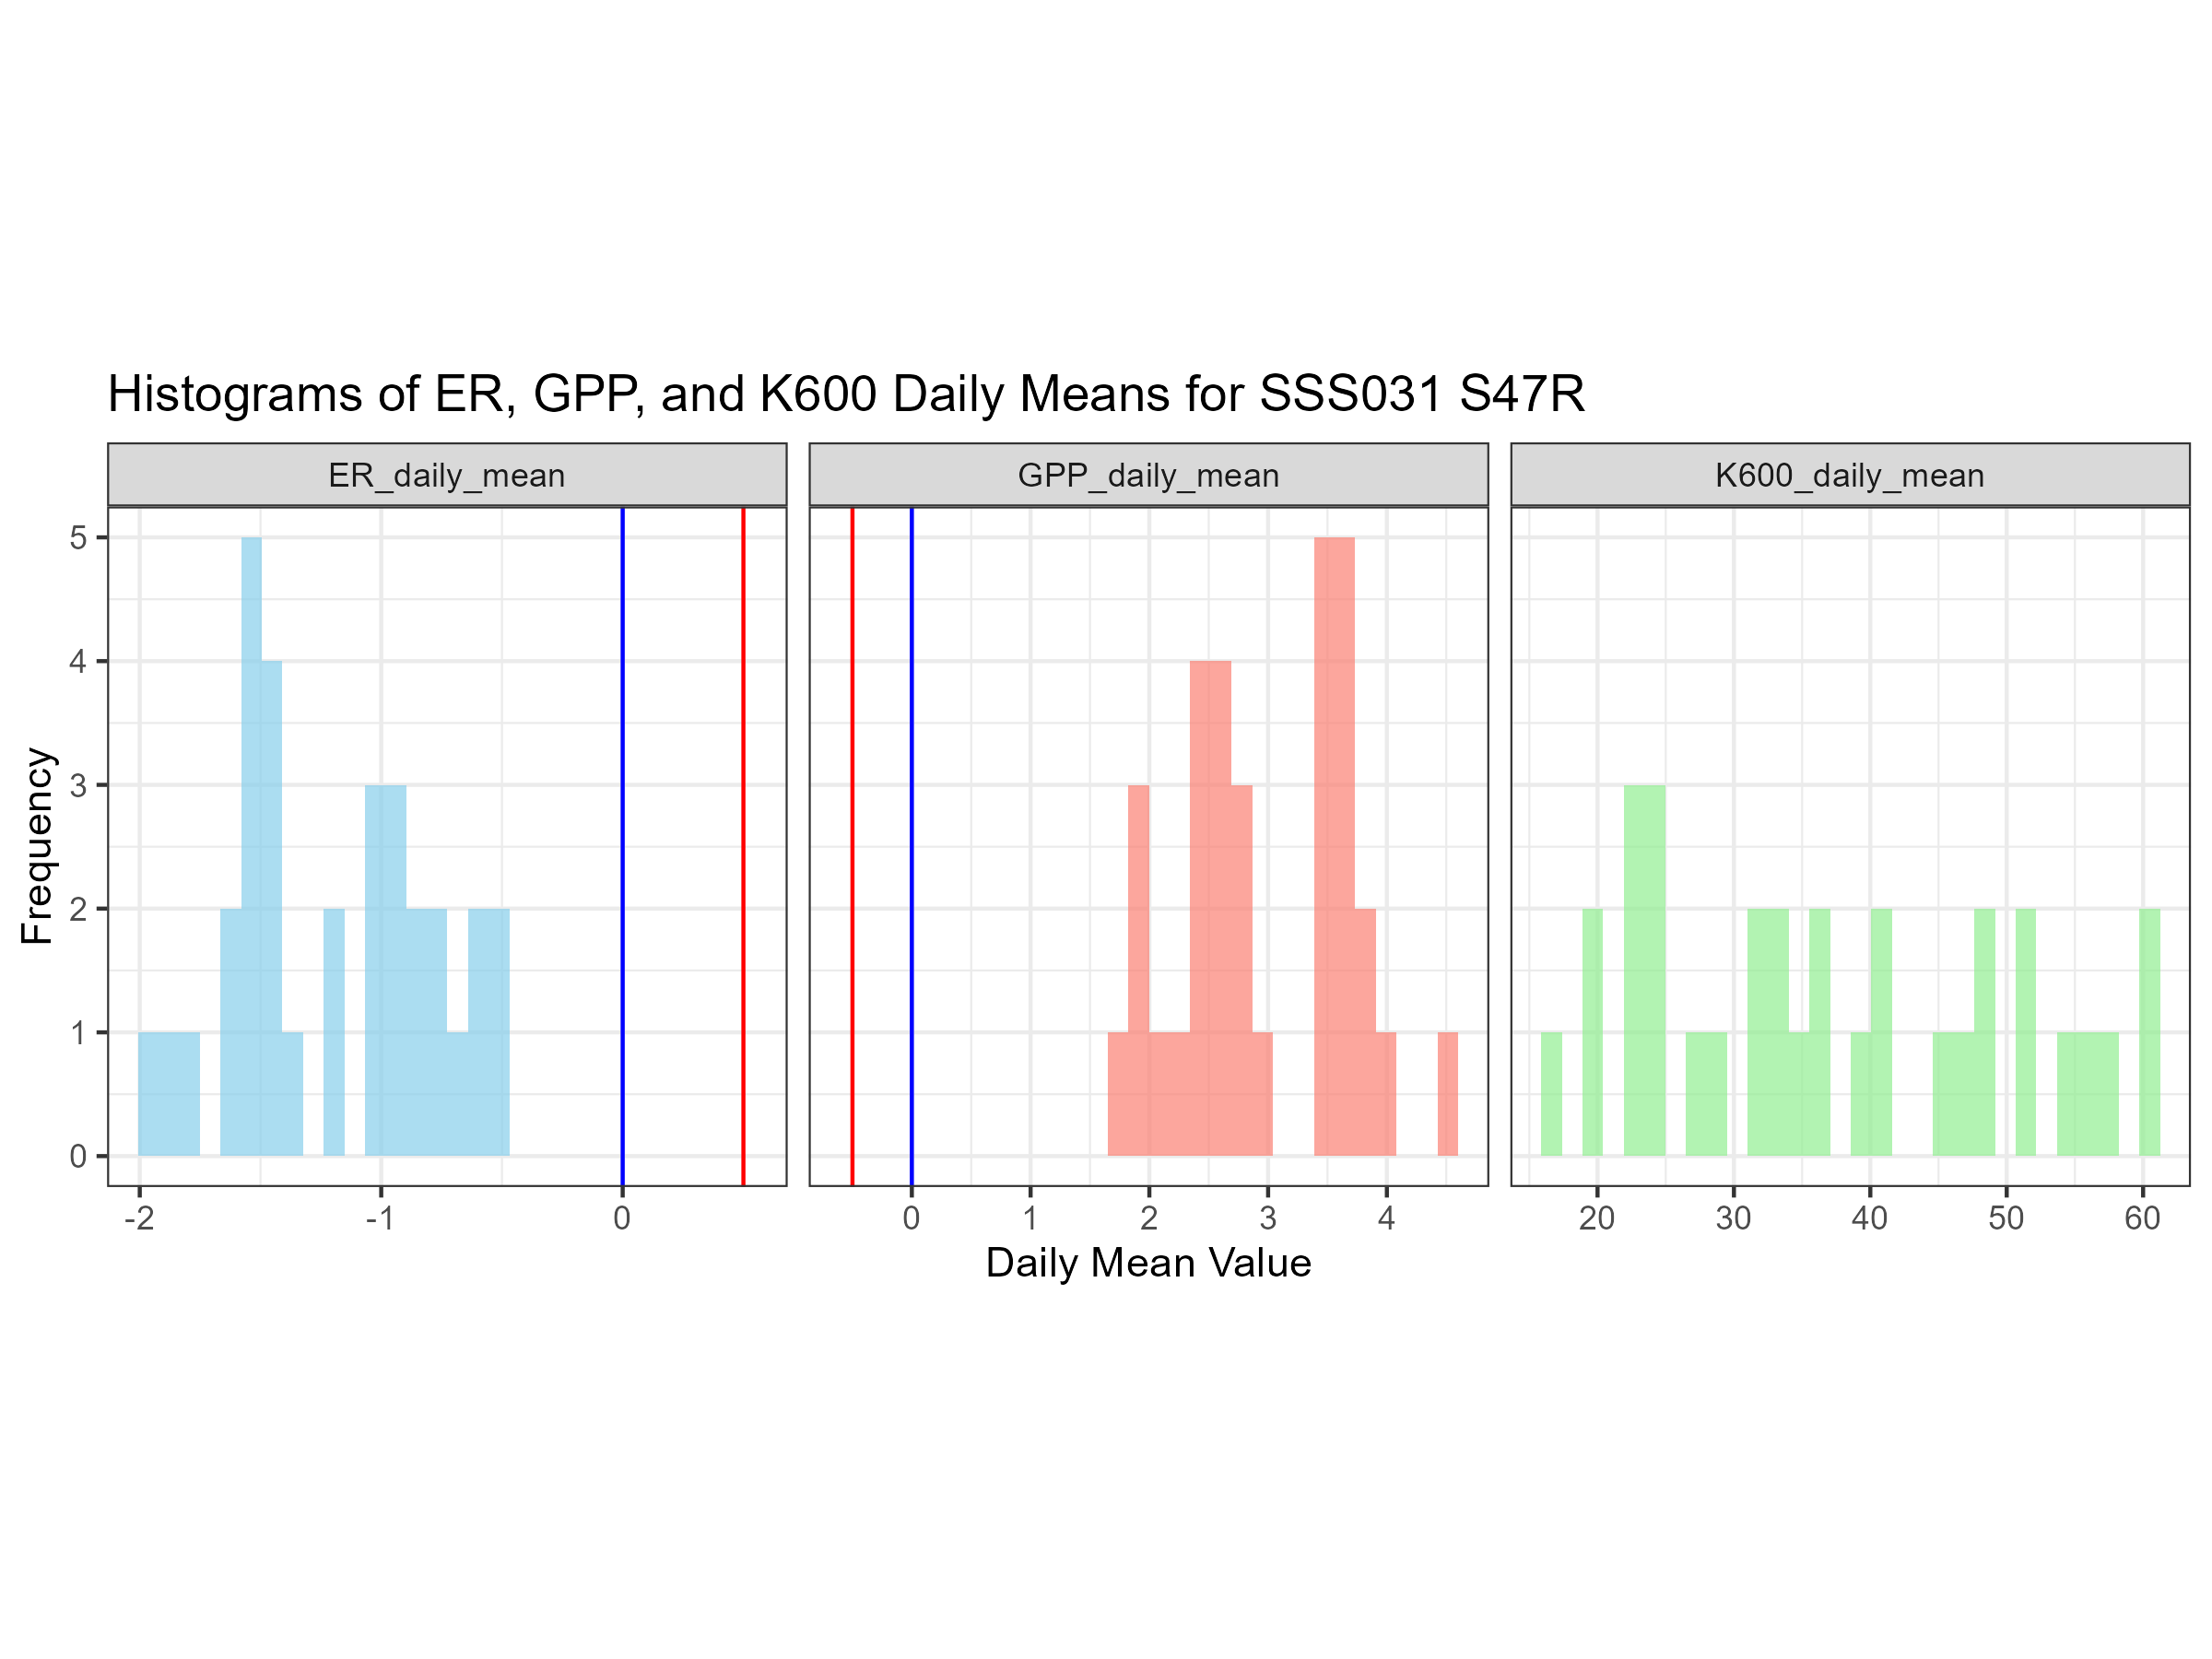 Histograms of ER, GPP, and K600 Daily Means for SSS031 S47R
ER_daily_mean GPP_daily_mean K600_daily_mean
Frequency
5
4
3
2
1
0
-2 -1 0 0 1 2 3 4 20 30 40 50 60
Daily Mean Value